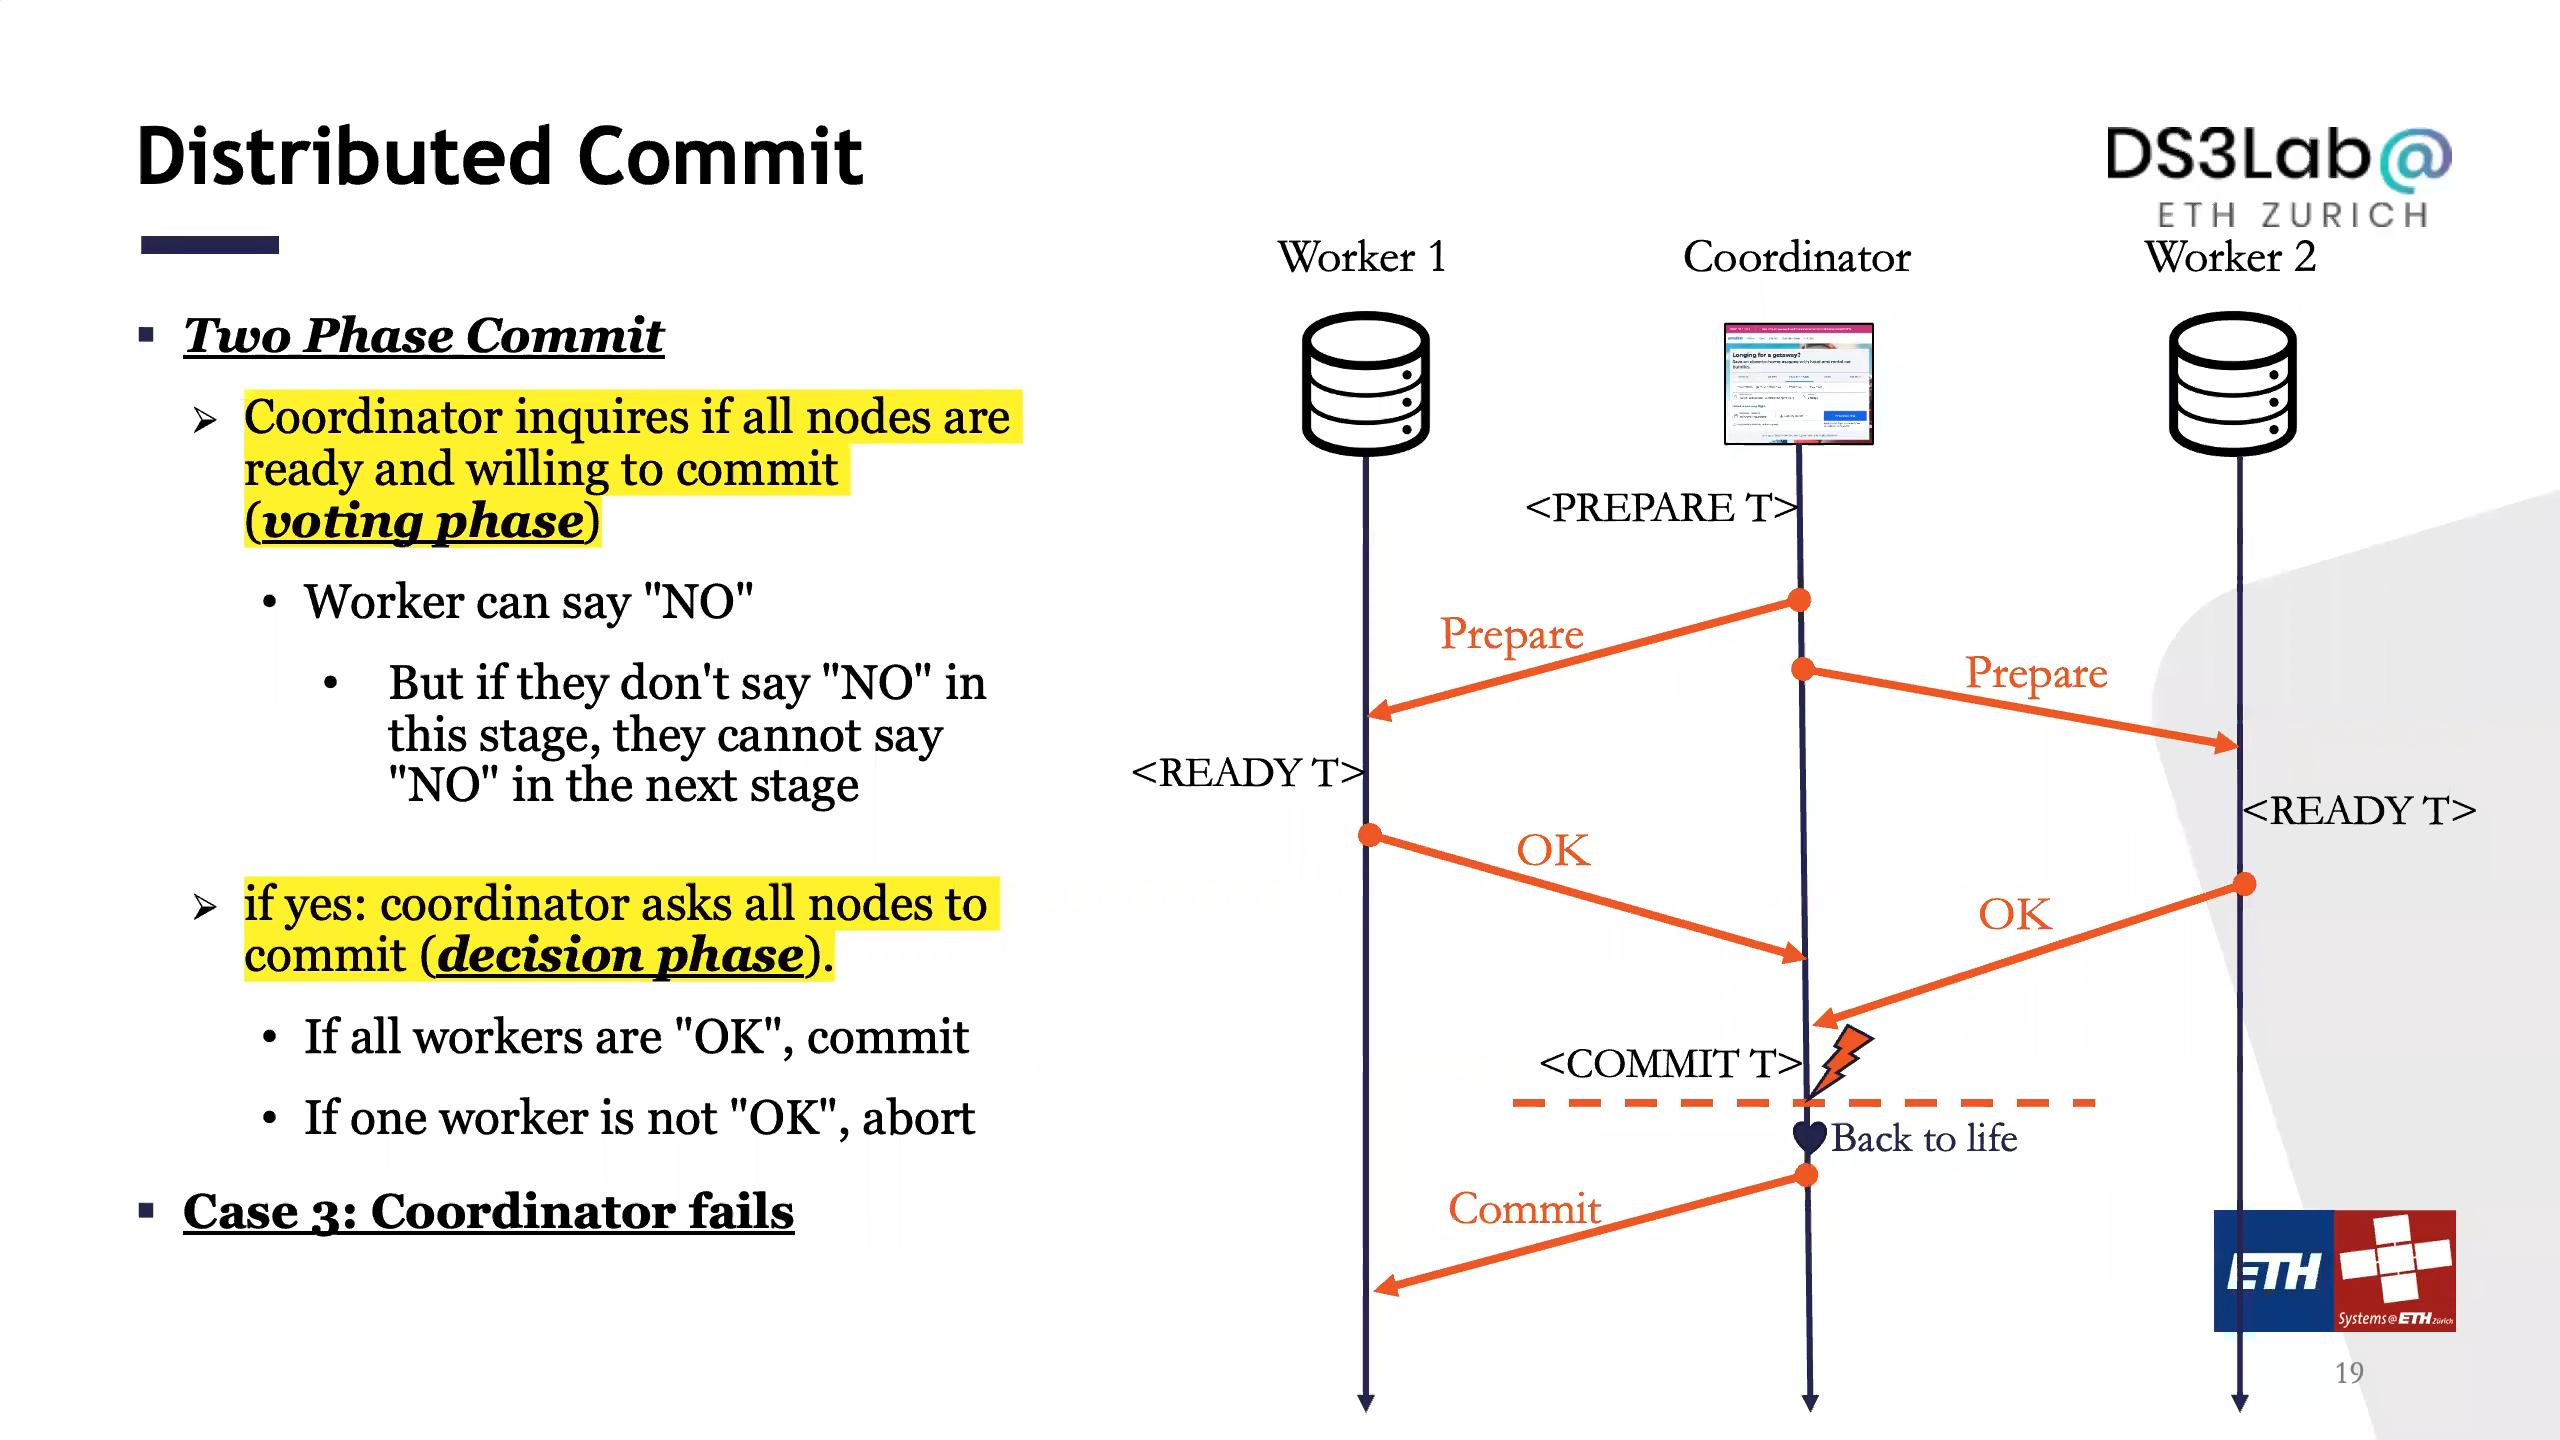 Distributed Commit
DS3Lab@
ETH ZURICH
Two Phase Commit
Coordinator inquires if all nodes are
ready and willing to commit
(voting phase)
Worker can say "NO"
But if they don't say "NO" in
this stage, they cannot say
"NO" in the next stage
if yes: coordinator asks all nodes to
commit (decision phase).
If all workers are "OK", commit
If one worker is not "OK", abort
Case 3: Coordinator fails
Worker 1
Coordinator
Worker 2
Longing for a getaway?
<PREPARE T>
Prepare
Prepare
<READY T>
<READY T>
OK
OK
<COMMIT T>
Back to life
Commit
ETH
Systems@ETH Zürich
19